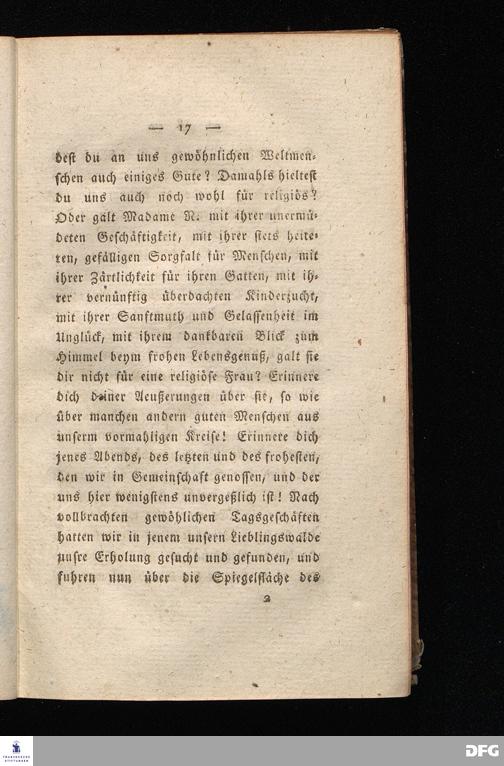 — 17 —
dest du an uns gewöhnlichen Weltmen-
schen auch einiges Gute? Damahls hieltest
du uns auch noch wohl für religiös?
Oder galt Madame R. mit ihrer unermü-
deten Geschäftigkeit, mit ihrer stets heite-
ren, gefälligen Sorgfalt für Menschen, mit
ihrer Zärtlichkeit für ihren Gatten, mit ih-
rer vernünftig überdachten Kinderzucht,
mit ihrer Sanftmuth und Gelassenheit im
Unglück, mit ihrem dankbaren Blick zum
Himmel beym frohen Lebensgenuß, galt sie
dir nicht für eine religiöse Frau? Erinnere
dich deiner Aeußerungen über sie, so wie
über manchen andern guten Menschen aus
unserm vormahligen Kreise! Erinnere dich
jenes Abends, des letzten und des frohesten,
den wir in Gemeinschaft genossen, und der
uns hier wenigstens unvergeßlich ist! Nach
vollbrachten gewöhlichen Tagsgeschäften
hatten wir in jenem unsern Lieblingswalde
unsre Erholung gesucht und gefunden, und
fuhren nun über die Spiegelfläche des
2
FRANCKESCHE
STIFTUNGEN
DFG